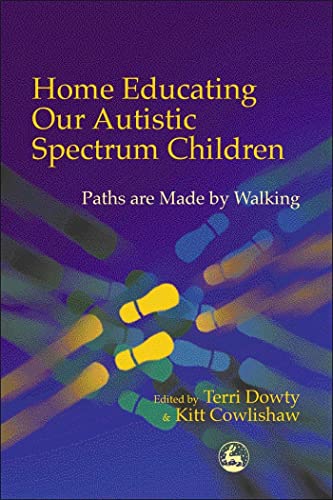 Home Educating
Our Autistic
Spectrum Children
Paths are Made by Walking
Edited by Terri Dowty
& Kitt Cowlishaw